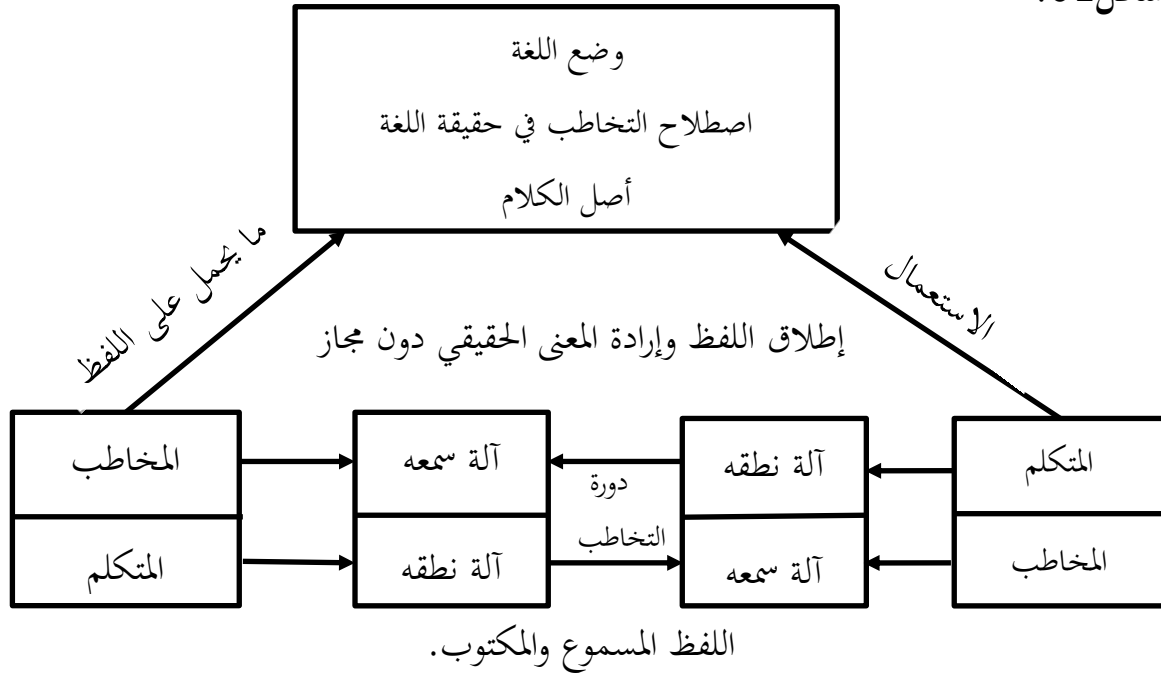 وضع اللغة
اصطلاح التخاطب في حقيقة اللغة
أصل الكلام
ما يحمل على اللفظ
الاستعمال
إطلاق اللفظ وإرادة المعنى الحقيقي دون مجاز
المتكلم
آلة نطقه
دورة
آلة سمعه
المخاطب
المخاطب
آلة سمعه
التخاطب
آلة نطقه
المتكلم
اللفظ المسموع والمكتوب.